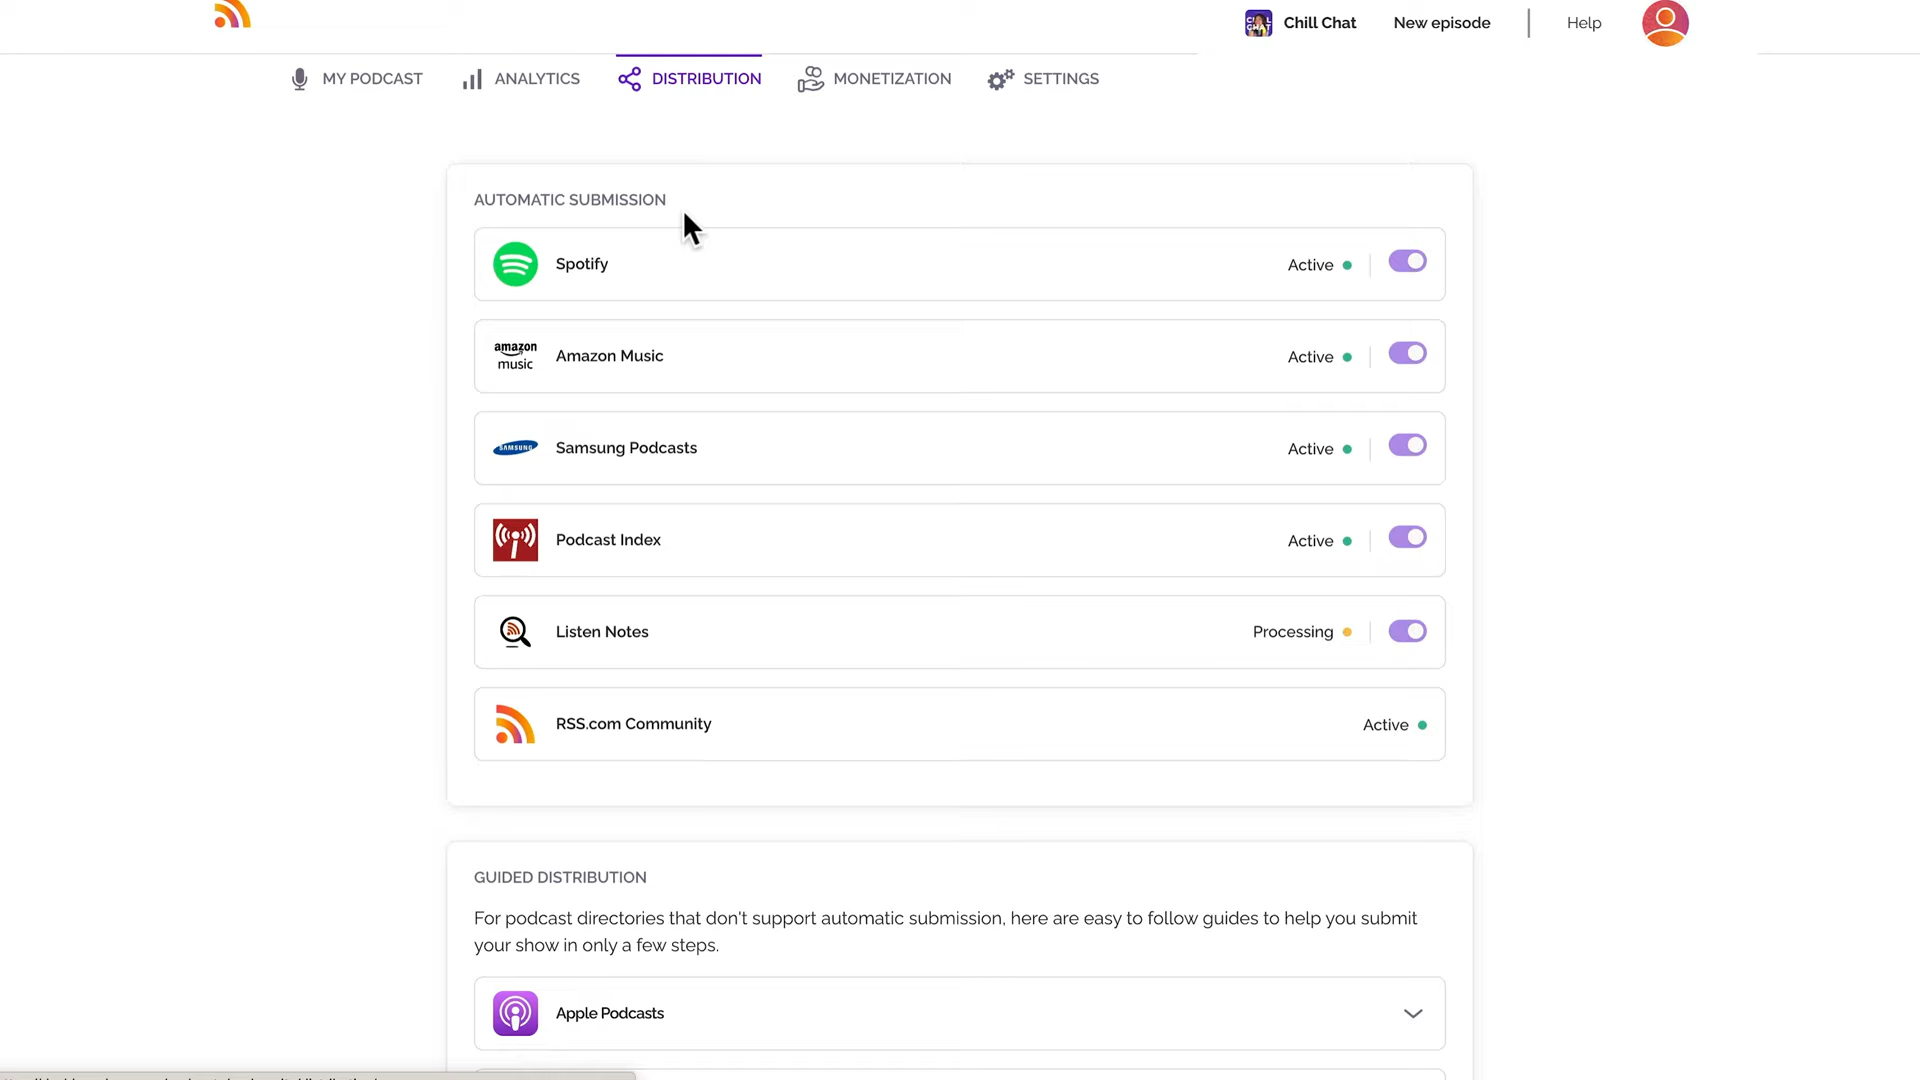 Chill Chat
New episode
Help
MY PODCAST
ANALYTICS
DISTRIBUTION
MONETIZATION
SETTINGS
AUTOMATIC SUBMISSION
Spotify
Active
amazon
music
Amazon Music
Active
SAMSUNG
Samsung Podcasts
Active
Podcast Index
Active
Listen Notes
Processing
RSS.com Community
Active
GUIDED DISTRIBUTION
For podcast directories that don't support automatic submission, here are easy to follow guides to help you submit
your show in only a few steps.
Apple Podcasts